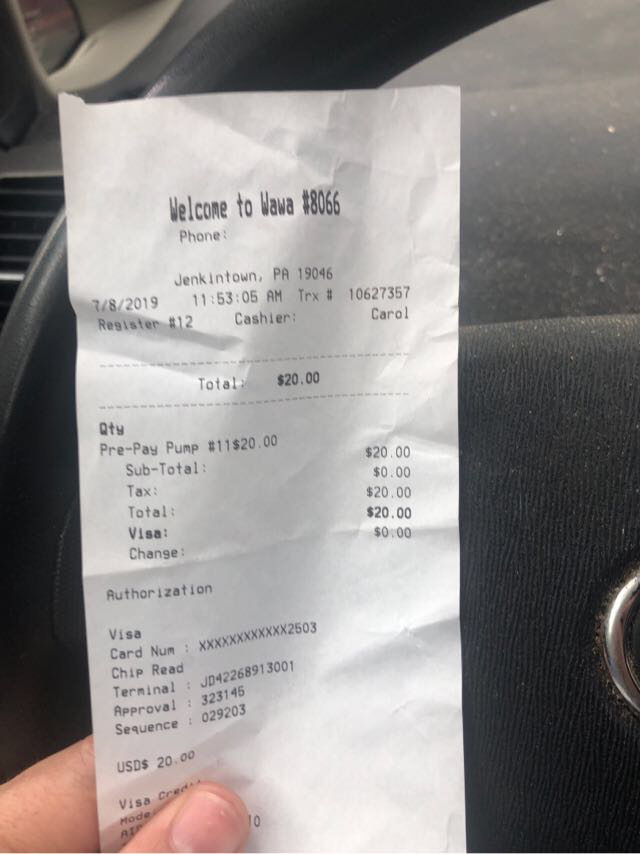 Welcome to Wawa #8066
Phone:
Jenkintown, PA 19046
7/8/2019 11:53:05 AM Trx # 10627357
Register #12 Cashier: Carol
Total: $20.00
Qty
Pre-Pay Pump #11$20.00 $20.00
Sub-Total: $0.00
Tax: $20.00
Total: $20.00
Visa: $0.00
Change:
Authorization
Visa
Card Num : XXXXXXXXXXXX2503
Chip Read
Terminal : JD42268913001
Approval : 323145
Sequence : 029203
USD$ 20.00
Visa
Mode
10